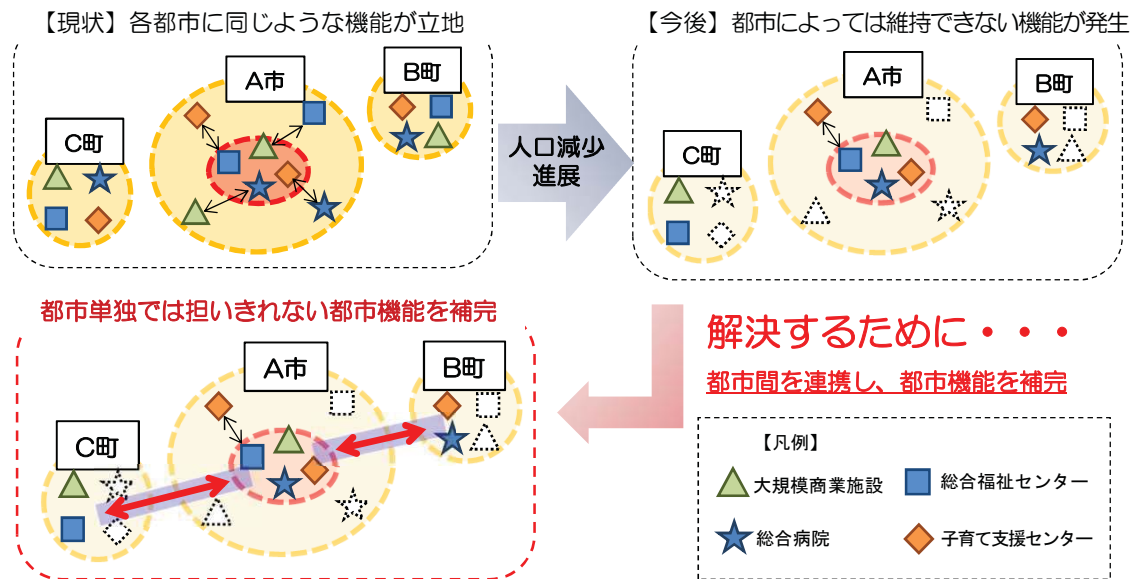 【現状】各都市に同じような機能が立地
A市
B町
C町
人口減少
進展
【今後】都市によっては維持できない機能が発生
A市
B町
C町
都市単独では担いきれない都市機能を補完
A市
B町
C町
解決するために・・・
都市間を連携し、都市機能を補完
【凡例】
大規模商業施設
総合福祉センター
総合病院
子育て支援センター